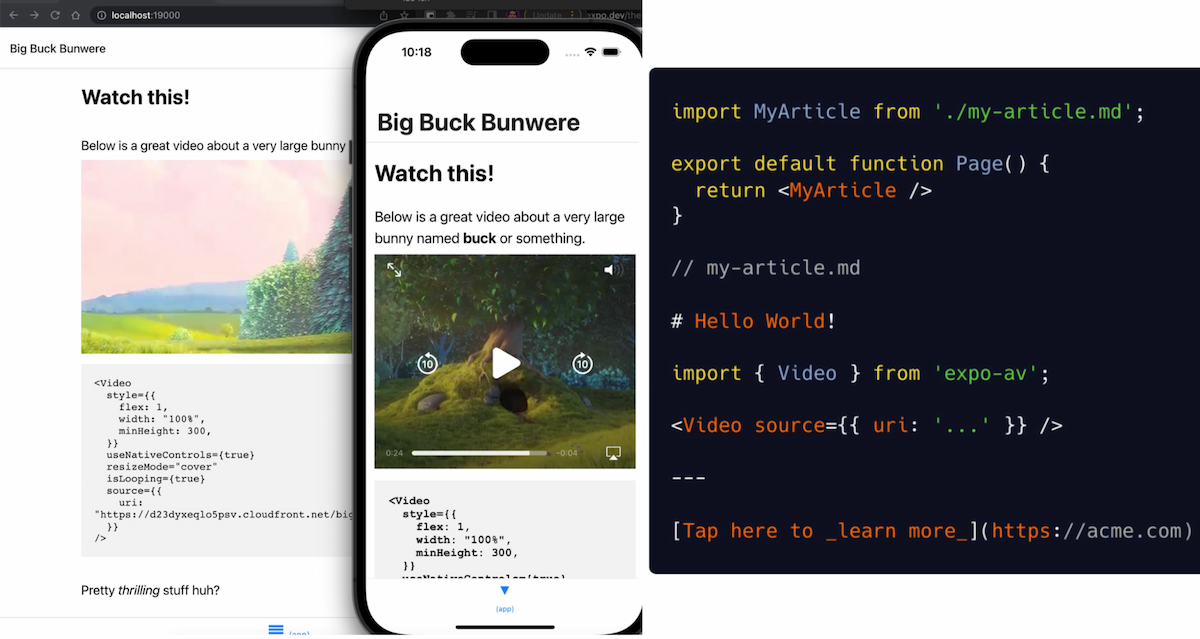 localhost:19000
Update
xpo.dev/the
Big Buck Bunwere
Watch this!
Below is a great video about a very large bunny
<Video
style={{
flex: 1,
width: "100%",
minHeight: 300,
}}
useNativeControls={true}
resizeMode="cover"
isLooping={true}
source={{
uri:
"https://d23dyxeqlo5psv.cloudfront.net/big
}}
/>
Pretty thrilling stuff huh?
(app)
10:18
Big Buck Bunwere
Watch this!
Below is a great video about a very large
bunny named buck or something.
10
10
0:24
-0:04
<Video
style={{
flex: 1,
width: "100%",
minHeight: 300,
}}
useNativeControls={true}
(app)
import MyArticle from './my-article.md';
export default function Page() {
return <MyArticle />
}
// my-article.md
# Hello World!
import { Video } from 'expo-av';
<Video source={{ uri: '...' }} />
---
[Tap here to _learn more_](https://acme.com)